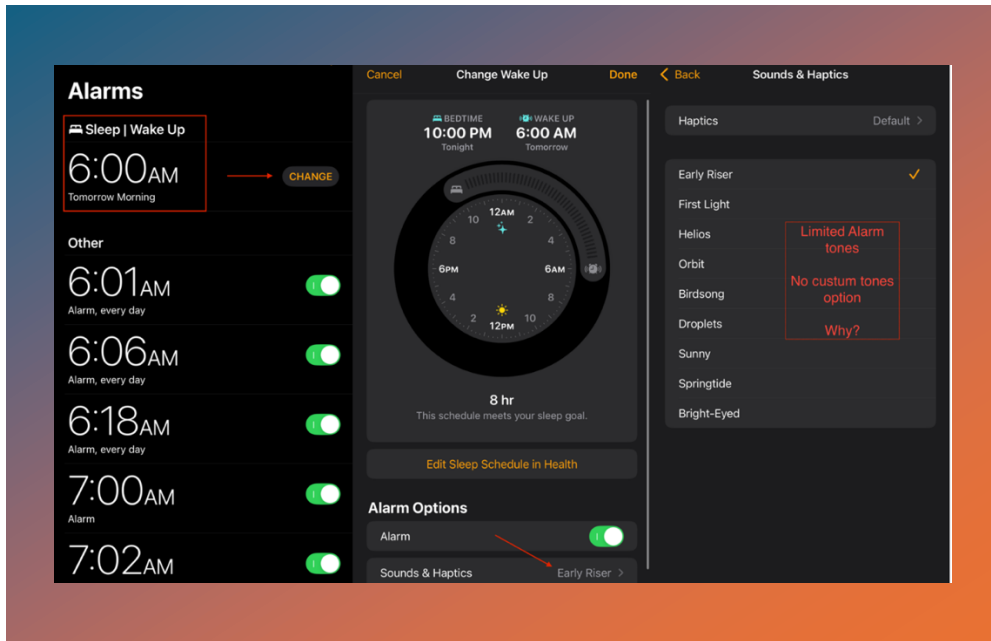 Alarms
Sleep | Wake Up
6:00AM
CHANGE
Tomorrow Morning
Other
6:01AM
Alarm, every day
6:06AM
Alarm, every day
6:18AM
Alarm, every day
7:00AM
Alarm
7:02AM
Cancel
Change Wake Up
Done
BEDTIME
10:00 PM
Tonight
WAKE UP
6:00 AM
Tomorrow
12AM
2
4
6AM
8
10
12PM
2
4
6PM
8
10
8 hr
This schedule meets your sleep goal.
Edit Sleep Schedule in Health
Alarm Options
Alarm
Sounds & Haptics
Early Riser
Back
Sounds & Haptics
Haptics
Default
Early Riser
First Light
Helios
Orbit
Birdsong
Droplets
Sunny
Springtide
Bright-Eyed
Limited Alarm
tones
No custum tones
option
Why?